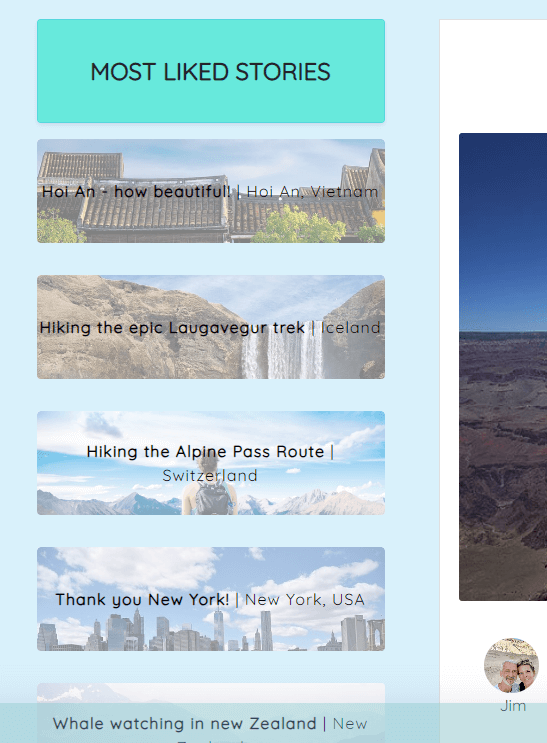 MOST LIKED STORIES
Hoi An - how beautiful! | Hoi An, Vietnam
Hiking the epic Laugavegur trek | Iceland
Hiking the Alpine Pass Route |
Switzerland
Thank you New York! | New York, USA
Whale watching in new Zealand | New
Jim